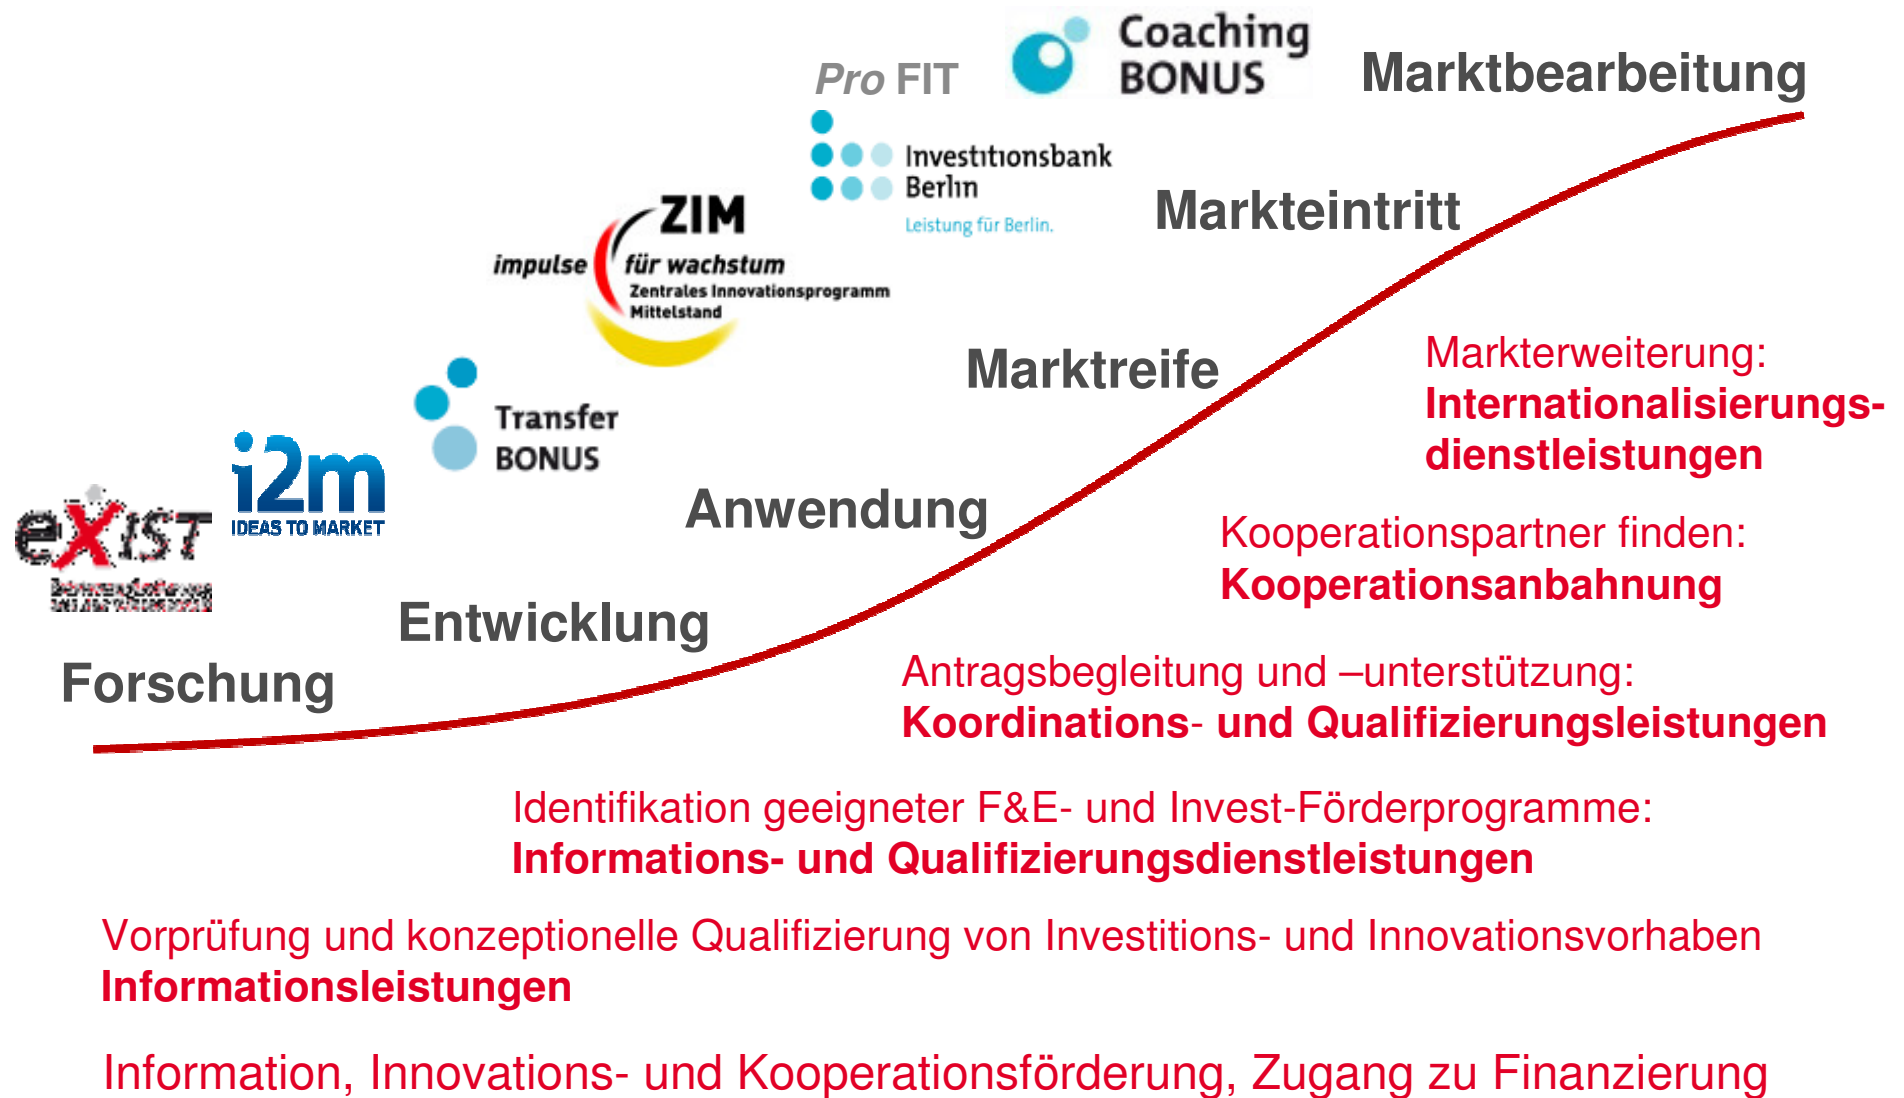 Coaching
BONUS
Pro FIT
Marktbearbeitung
Investitionsbank
Berlin
Leistung für Berlin.
Markteintritt
ZIM
impulse für wachstum
Zentrales Innovationsprogramm
Mittelstand
Marktreife
Transfer
BONUS
i2m
IDEAS TO MARKET
Anwendung
eXIST
Entwicklung
Forschung
Markterweiterung:
Internationalisierungs-
dienstleistungen
Kooperationspartner finden:
Kooperationsanbahnung
Antragsbegleitung und –unterstützung:
Koordinations- und Qualifizierungsleistungen
Identifikation geeigneter F&E- und Invest-Förderprogramme:
Informations- und Qualifizierungsdienstleistungen
Vorprüfung und konzeptionelle Qualifizierung von Investitions- und Innovationsvorhaben
Informationsleistungen
Information, Innovations- und Kooperationsförderung, Zugang zu Finanzierung